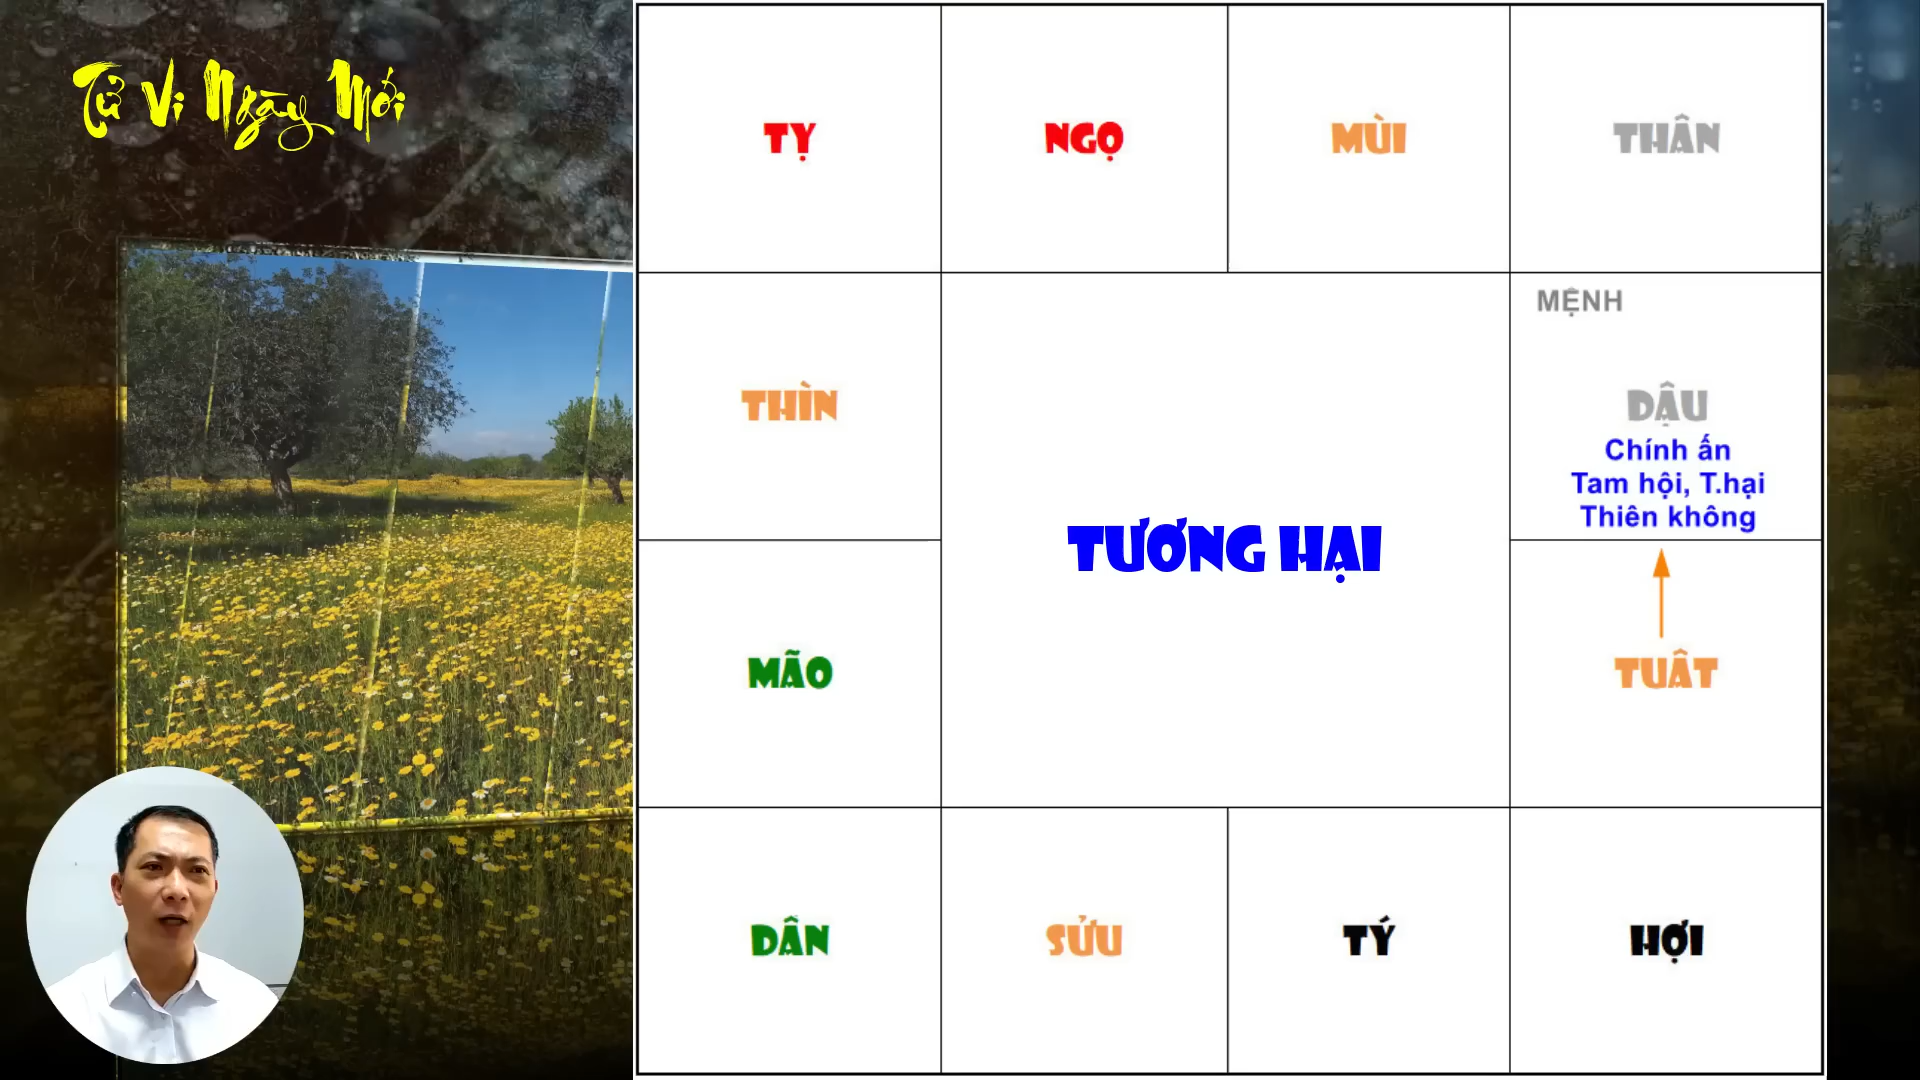 Tử Vi Ngày Mới
TỴ
NGỌ
MÙI
THÂN
THÌN
MỆNH
DẬU
Chính ấn
Tam hội, T.hại
Thiên không
TƯƠNG HẠI
MÃO
TUẤT
DẦN
SỬU
TÝ
HỢI